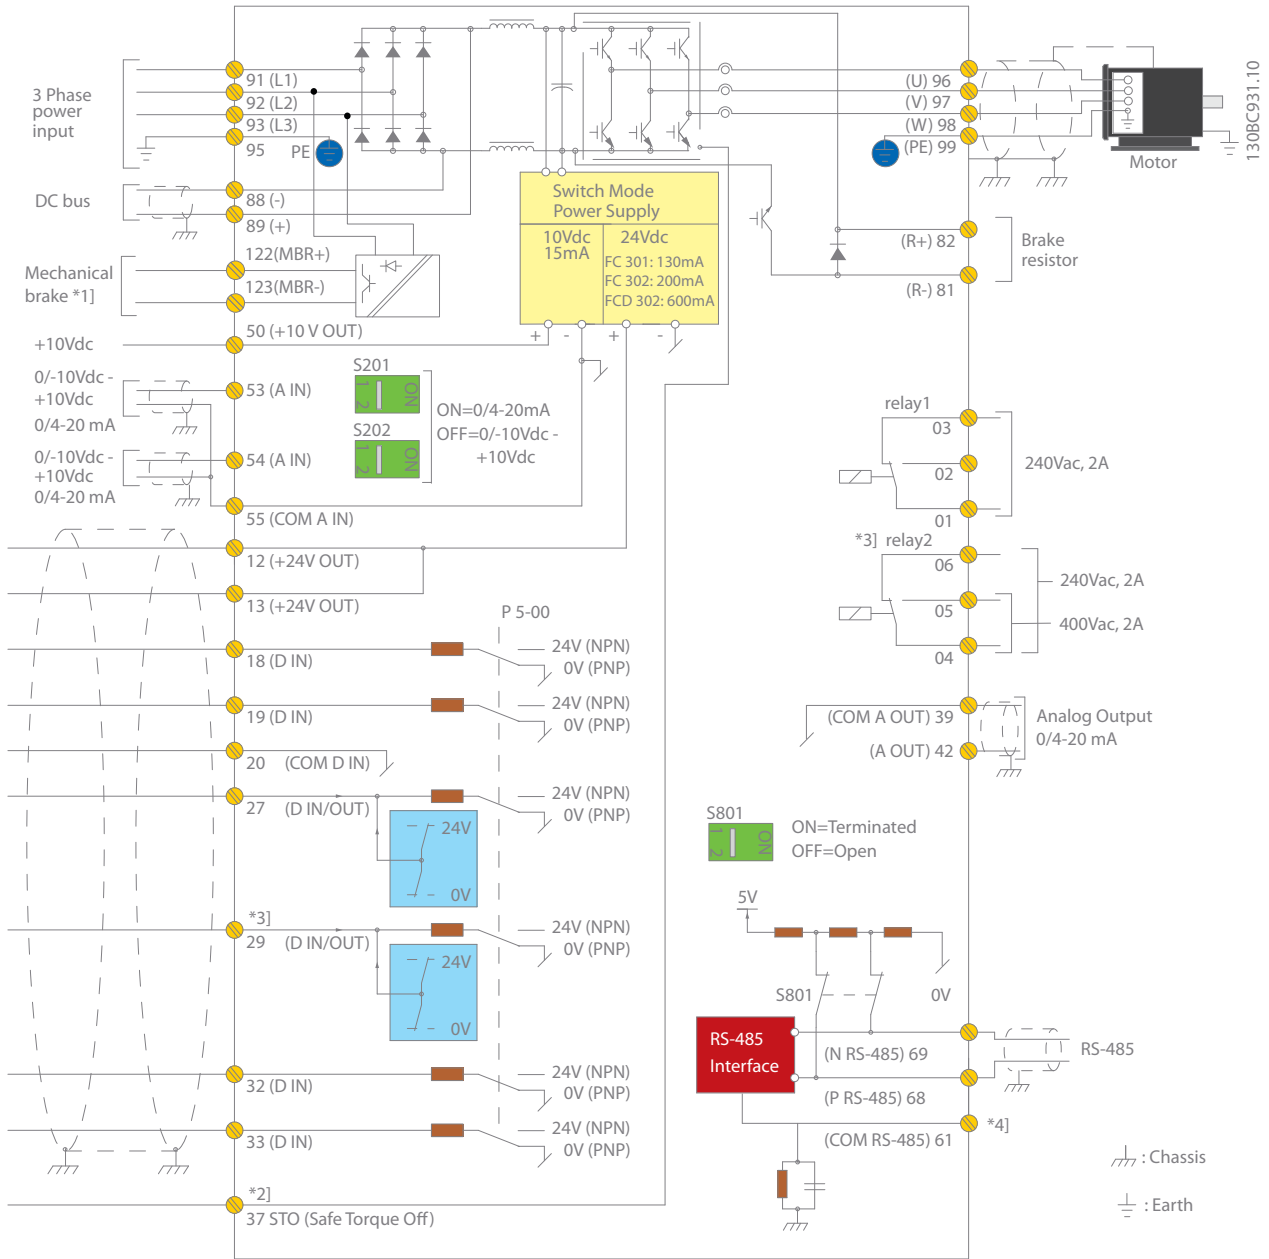 3 Phase
power
input
91 (L1)
92 (L2)
93 (L3)
95
PE
DC bus
88 (-)
89 (+)
Mechanical
brake *1]
122(MBR+)
123(MBR-)
50 (+10 V OUT)
+10Vdc
0/-10Vdc -
+10Vdc
0/4-20 mA
53 (A IN)
0/-10Vdc -
+10Vdc
0/4-20 mA
54 (A IN)
55 (COM A IN)
12 (+24V OUT)
13 (+24V OUT)
18 (D IN)
19 (D IN)
20 (COM D IN)
27 (D IN/OUT)
*3]
29 (D IN/OUT)
32 (D IN)
33 (D IN)
*2]
37 STO (Safe Torque Off)
S201
1
2
ON
S202
1
2
ON
ON=0/4-20mA
OFF=0/-10Vdc -
+10Vdc
Switch Mode
Power Supply
10Vdc
15mA
24Vdc
FC 301: 130mA
FC 302: 200mA
FCD 302: 600mA
+
-
+
-
P 5-00
24V (NPN)
0V (PNP)
24V (NPN)
0V (PNP)
24V (NPN)
0V (PNP)
24V
0V
24V (NPN)
0V (PNP)
24V
0V
24V (NPN)
0V (PNP)
24V (NPN)
0V (PNP)
(U) 96
(V) 97
(W) 98
(PE) 99
Motor
130BC931.10
(R+) 82
(R-) 81
Brake
resistor
relay1
03
02
01
240Vac, 2A
*3] relay2
06
05
04
240Vac, 2A
400Vac, 2A
(COM A OUT) 39
(A OUT) 42
Analog Output
0/4-20 mA
S801
1
2
ON
ON=Terminated
OFF=Open
5V
S801
0V
RS-485
Interface
(N RS-485) 69
(P RS-485) 68
(COM RS-485) 61
RS-485
*4]
: Chassis
: Earth